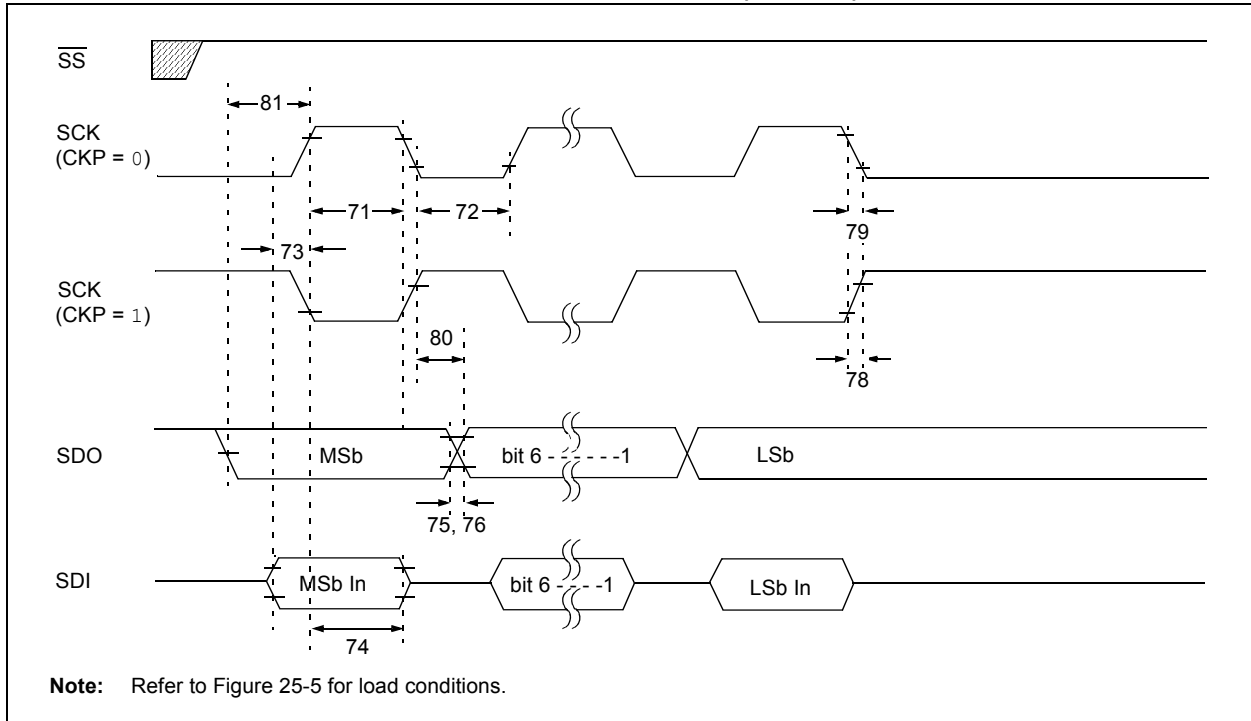 SS
81
SCK
(CKP = 0)
71
72
79
73
SCK
(CKP = 1)
80
78
SDO
MSb
bit 6 - - - - - - -1
LSb
75, 76
SDI
MSb In
bit 6 - - - - -1
LSb In
74
Note: Refer to Figure 25-5 for load conditions.